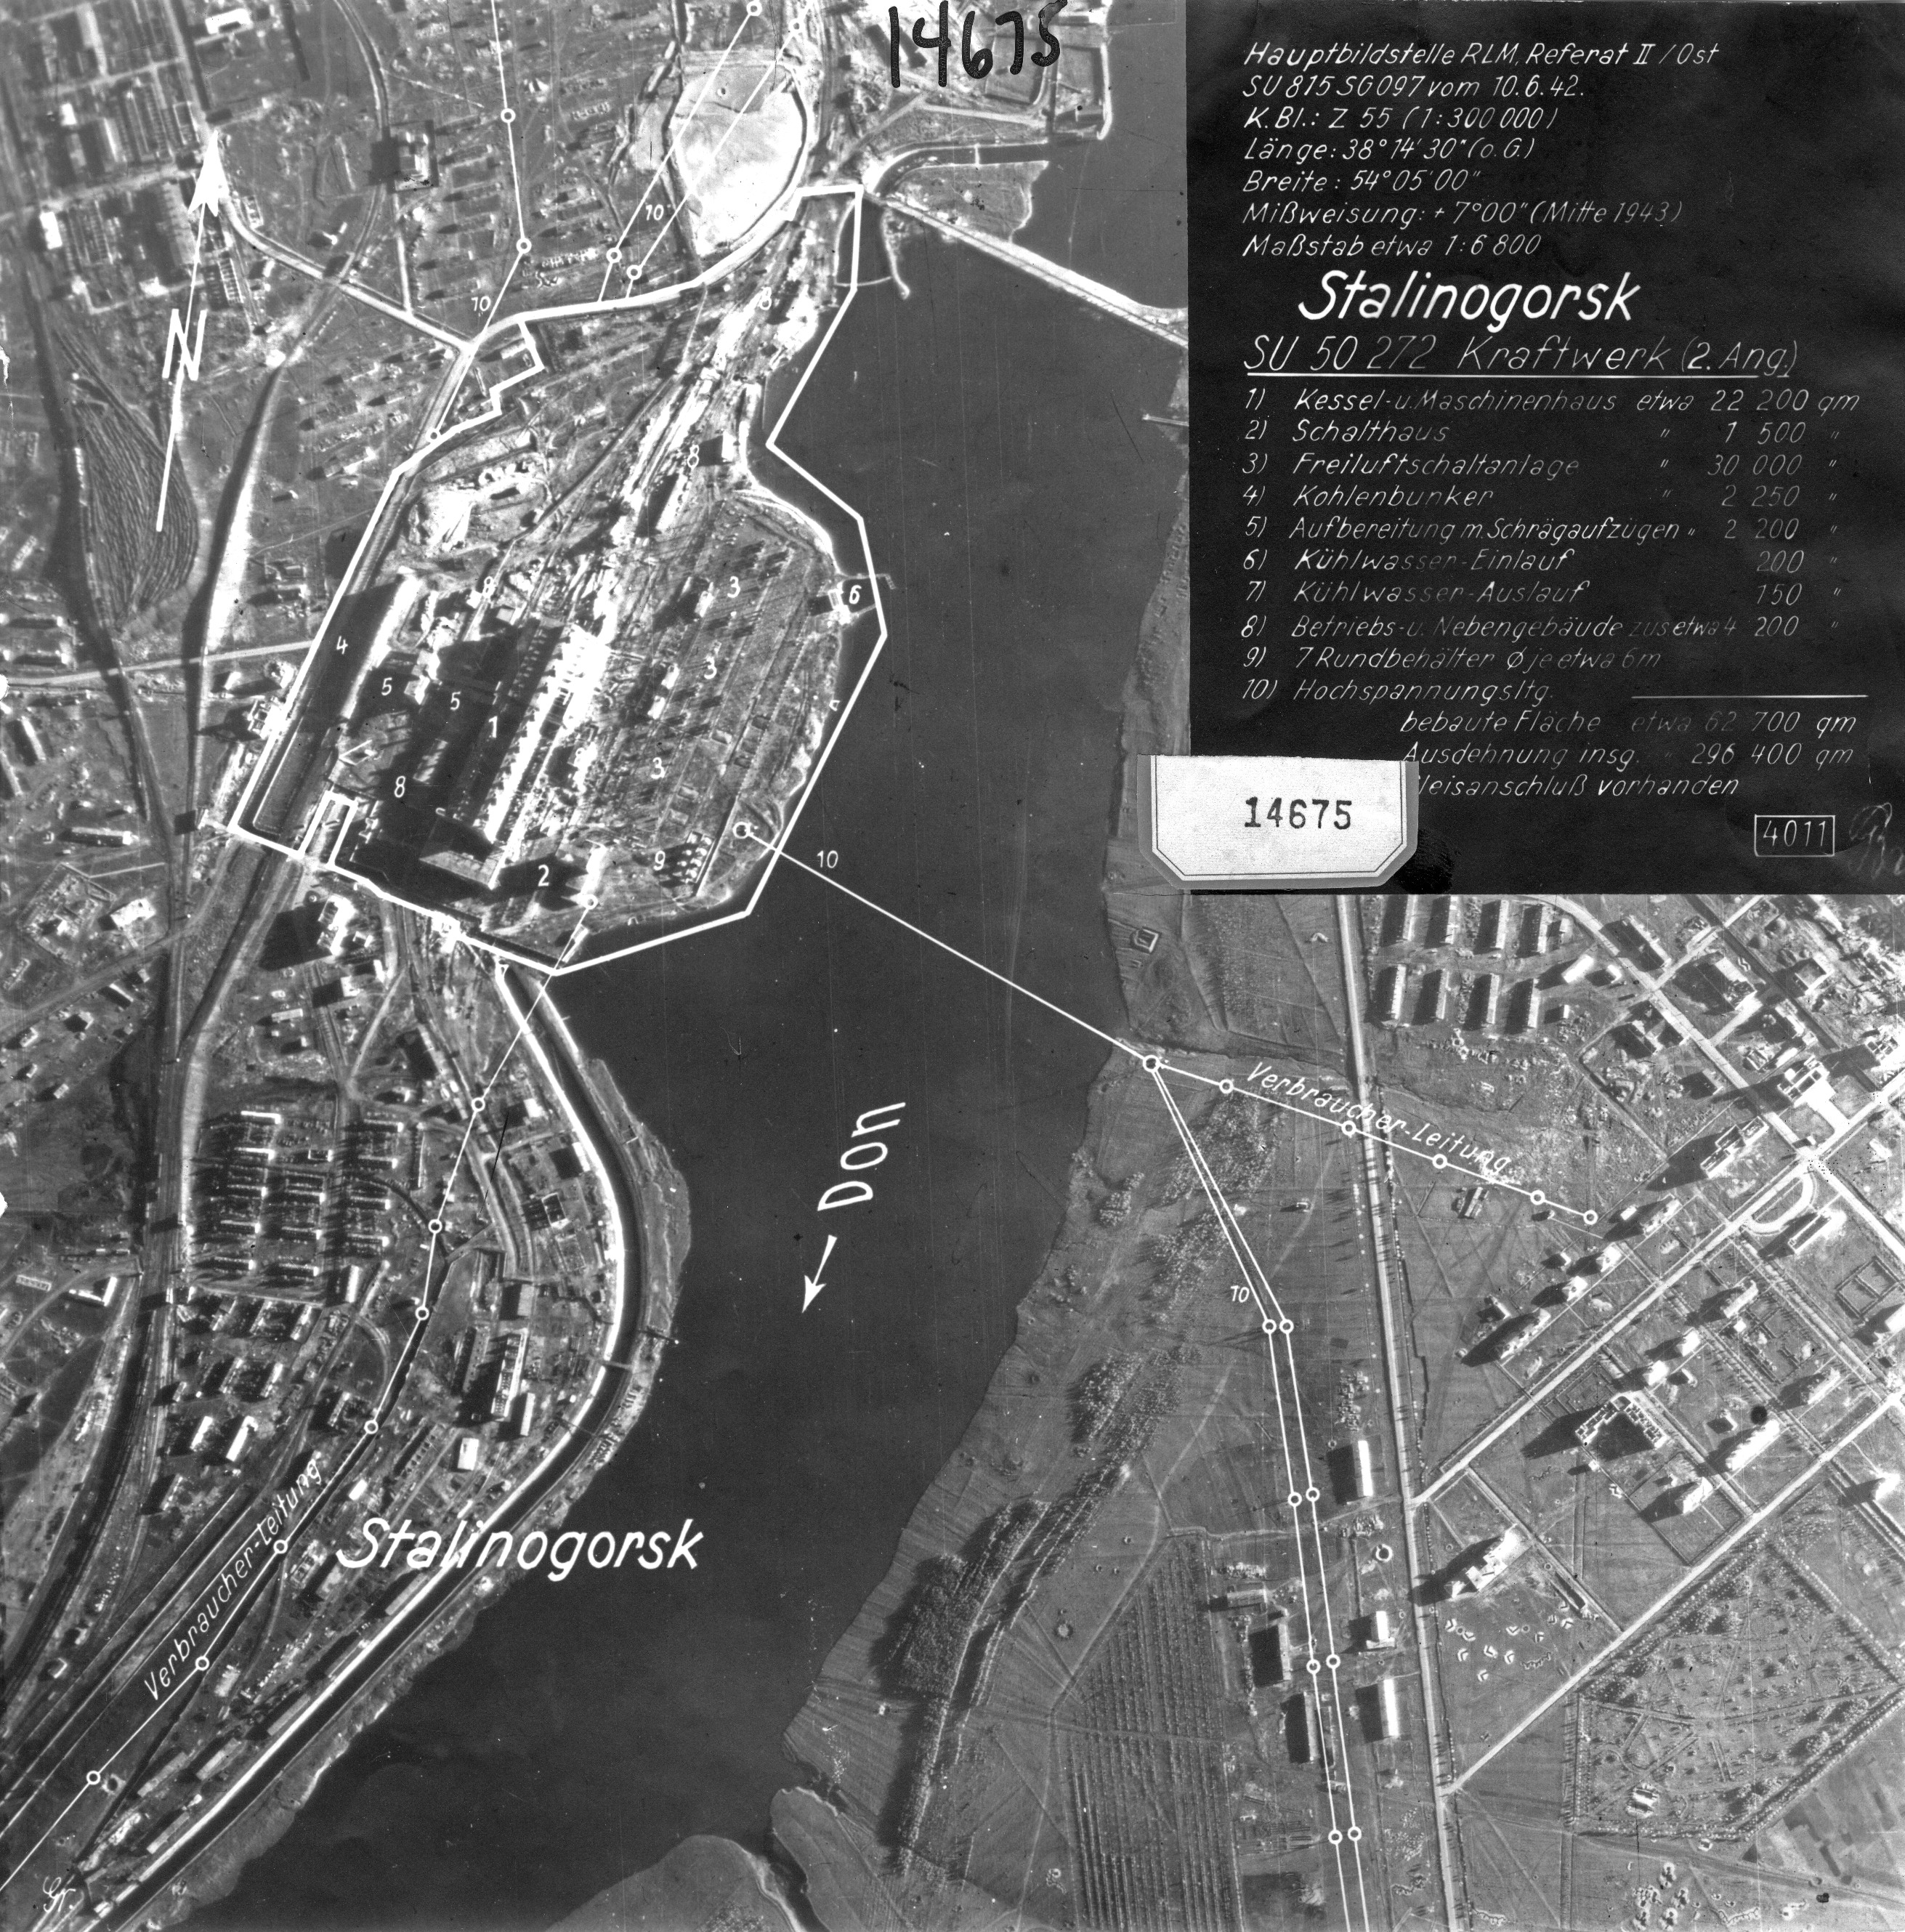 14675
Hauptbildstelle RLM, Referat II / Ost
SU 815 SG 097 vom 10.6.42.
K.Bl.: Z 55 (1:300 000)
Länge: 38° 14' 30" (o.G.)
Breite: 54° 05' 00"
Mißweisung: + 7° 00" (Mitte 1943)
Maßstab etwa 1:6 800
Stalinogorsk
SU 50 272 Kraftwerk (2. Ang.)
1) Kessel- u. Maschinenhaus etwa 22 200 qm
2) Schalthaus " 1 500 "
3) Freiluftschaltanlage " 30 000 "
4) Kohlenbunker " 2 250 "
5) Aufbereitung m. Schrägaufzügen " 2 200 "
6) Kühlwasser-Einlauf 200 "
7) Kühlwasser-Auslauf 150 "
8) Betriebs- u. Nebengebäude zus etwa 4 200 "
9) 7 Rundbehälter ϕ je etwa 6m
10) Hochspannungsltg.
bebaute Fläche etwa 62 700 qm
Ausdehnung insg. " 296 400 qm
leisanschluß vorhanden
14675
4011
N
10
10
8
8
8
3
6
4
3
5
5
1
3
8
8
2
9
7
10
Verbraucher-Leitung.
Don
10
Stalinogorsk
Verbraucher-Leitung.
Gr.